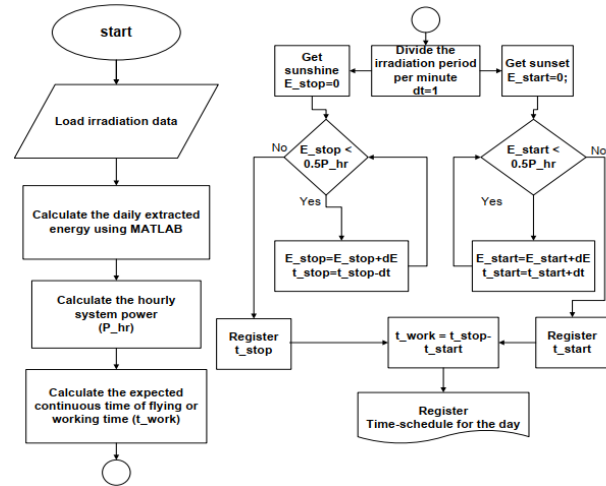 start
Load irradiation data
Calculate the daily extracted
energy using MATLAB
Calculate the hourly
system power
(P_hr)
Calculate the expected
continuous time of flying or
working time (t_work)
Get
sunshine
E_stop=0
Divide the
irradiation period
per minute
dt=1
Get sunset
E_start=0;
No
E_stop <
0.5P_hr
Yes
E_start <
0.5P_hr
No
Yes
E_stop=E_stop+dE
t_stop=t_stop-dt
E_start=E_start+dE
t_start=t_start+dt
Register
t_stop
t_work = t_stop-
t_start
Register
t_start
Register
Time-schedule for the day